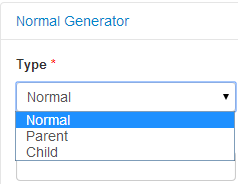 Normal Generator
Type *
Normal
Normal
Parent
Child